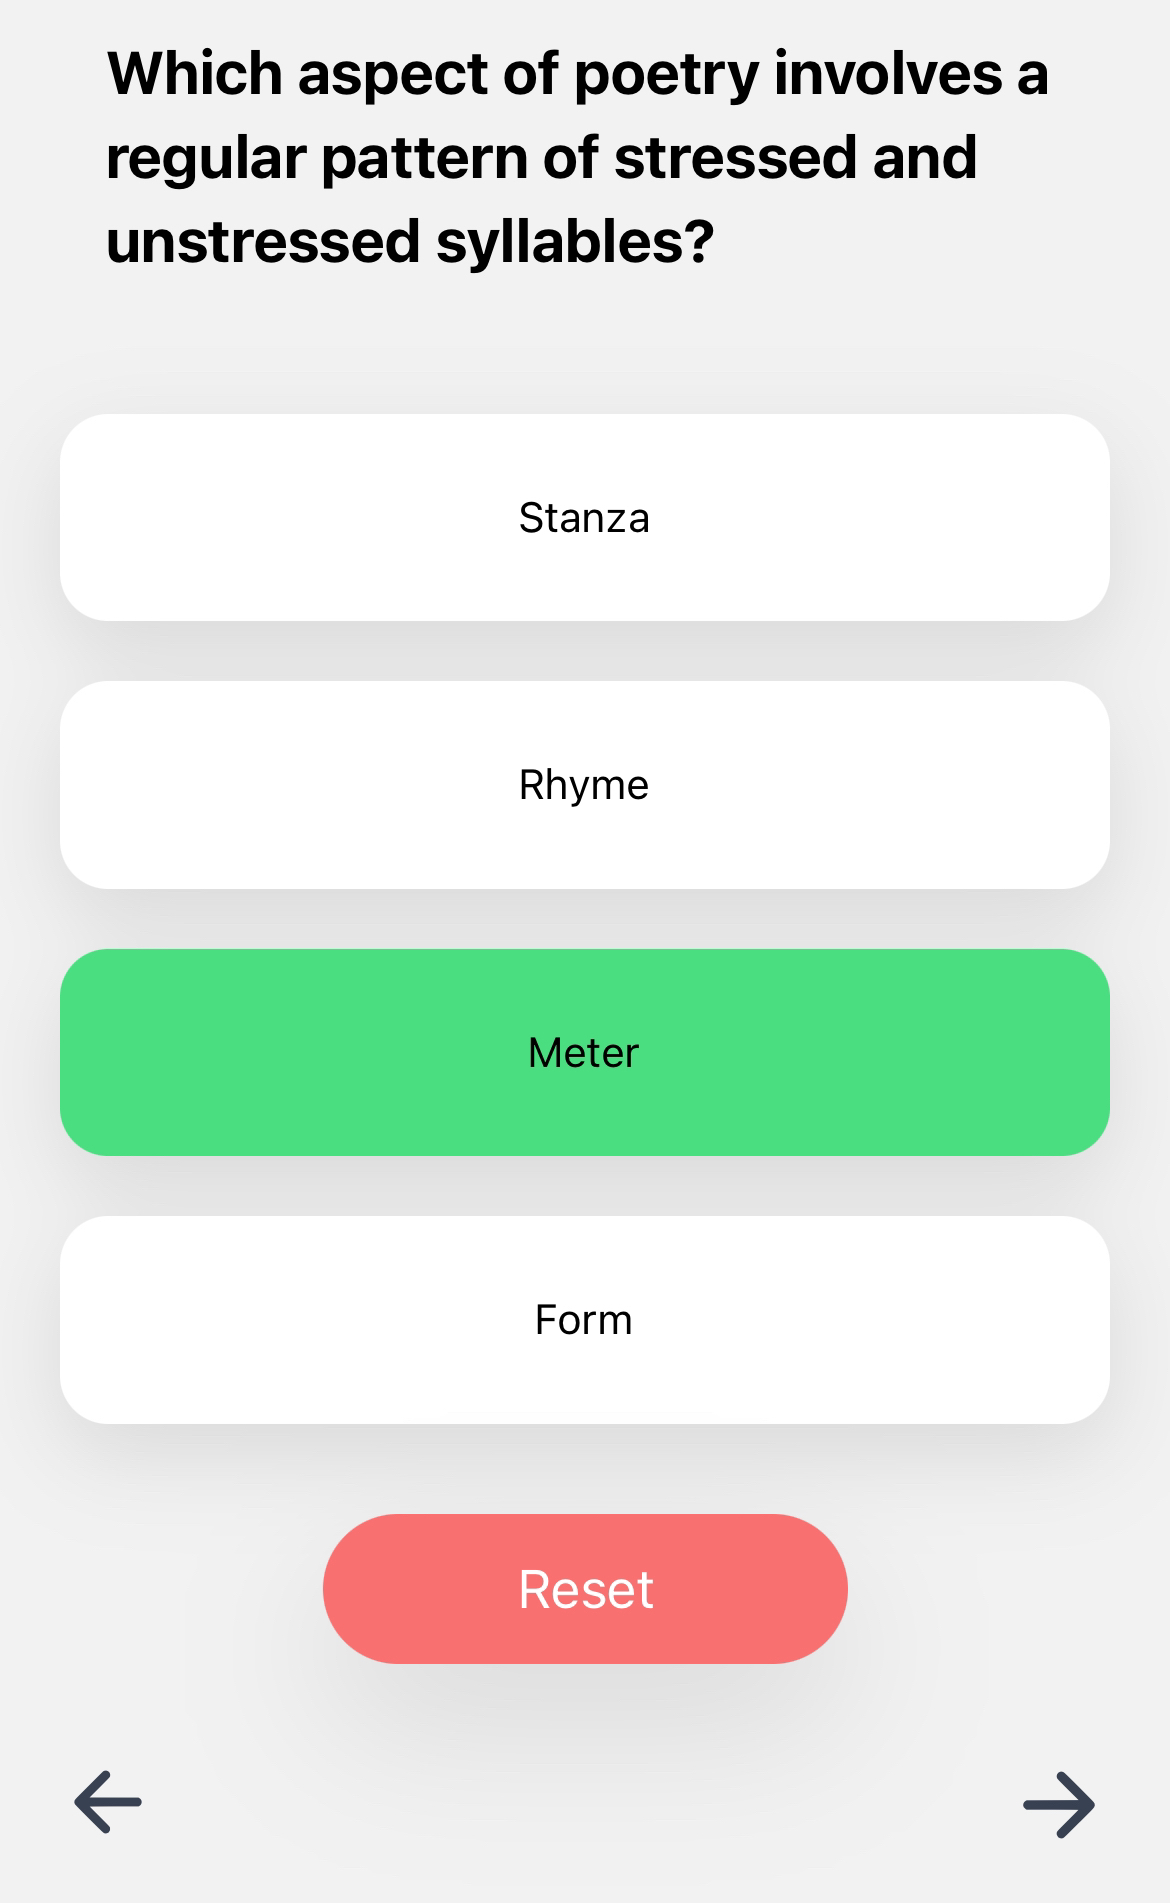 Which aspect of poetry involves a
regular pattern of stressed and
unstressed syllables?
Stanza
Rhyme
Meter
Form
Reset